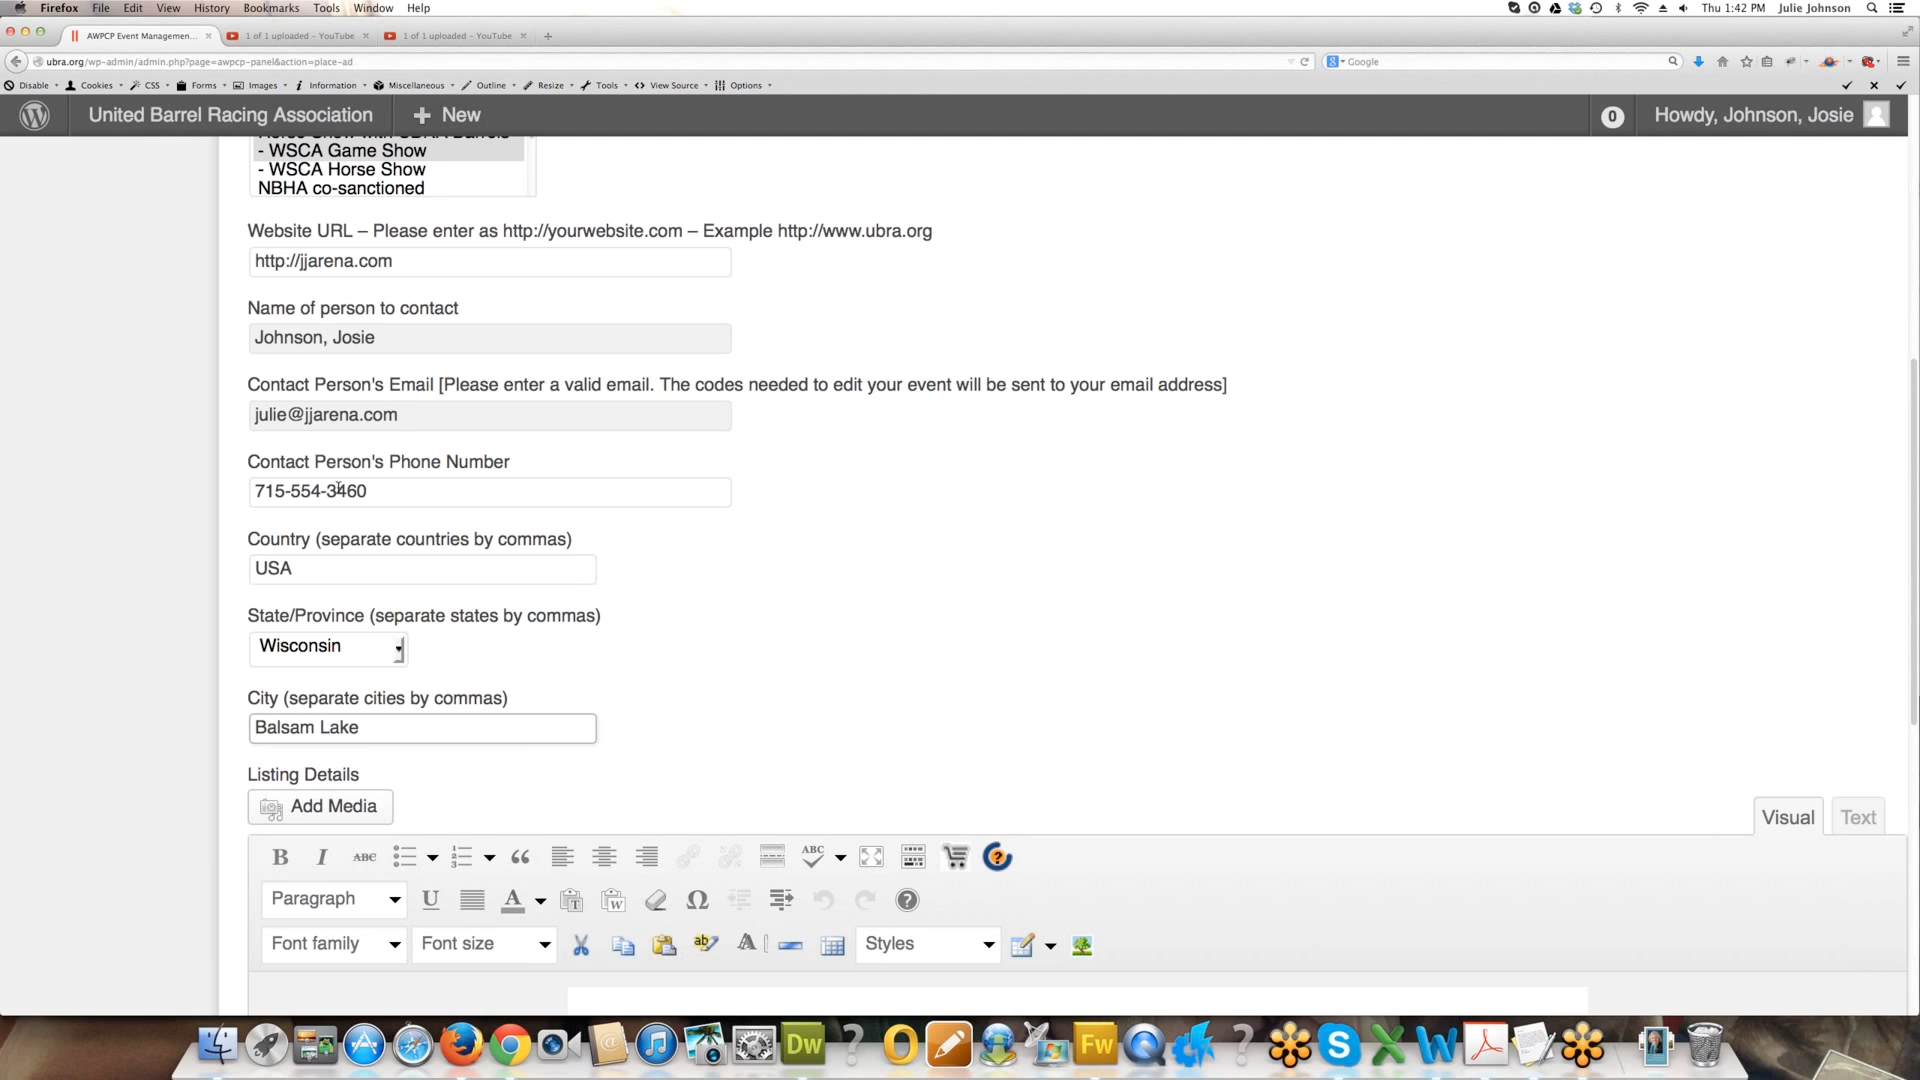 Firefox File Edit View History Bookmarks Tools Window Help Thu 1:42 PM Julie Johnson
AWPCP Event Managemen... 1 of 1 uploaded - YouTube 1 of 1 uploaded - YouTube
ubra.org/wp-admin/admin.php?page=awpcp-panel&action=place-ad Google
Disable Cookies CSS Forms Images Information Miscellaneous Outline Resize Tools View Source Options
United Barrel Racing Association + New 0 Howdy, Johnson, Josie
- WSCA Game Show
- WSCA Horse Show
NBHA co-sanctioned
Website URL – Please enter as http://yourwebsite.com – Example http://www.ubra.org
http://jjarena.com
Name of person to contact
Johnson, Josie
Contact Person's Email [Please enter a valid email. The codes needed to edit your event will be sent to your email address]
julie@jjarena.com
Contact Person's Phone Number
715-554-3460
Country (separate countries by commas)
USA
State/Province (separate states by commas)
Wisconsin
City (separate cities by commas)
Balsam Lake
Listing Details
Add Media
Visual Text
B I ABC ABC
Paragraph U A Ω
Font family Font size Styles
Dw Fw